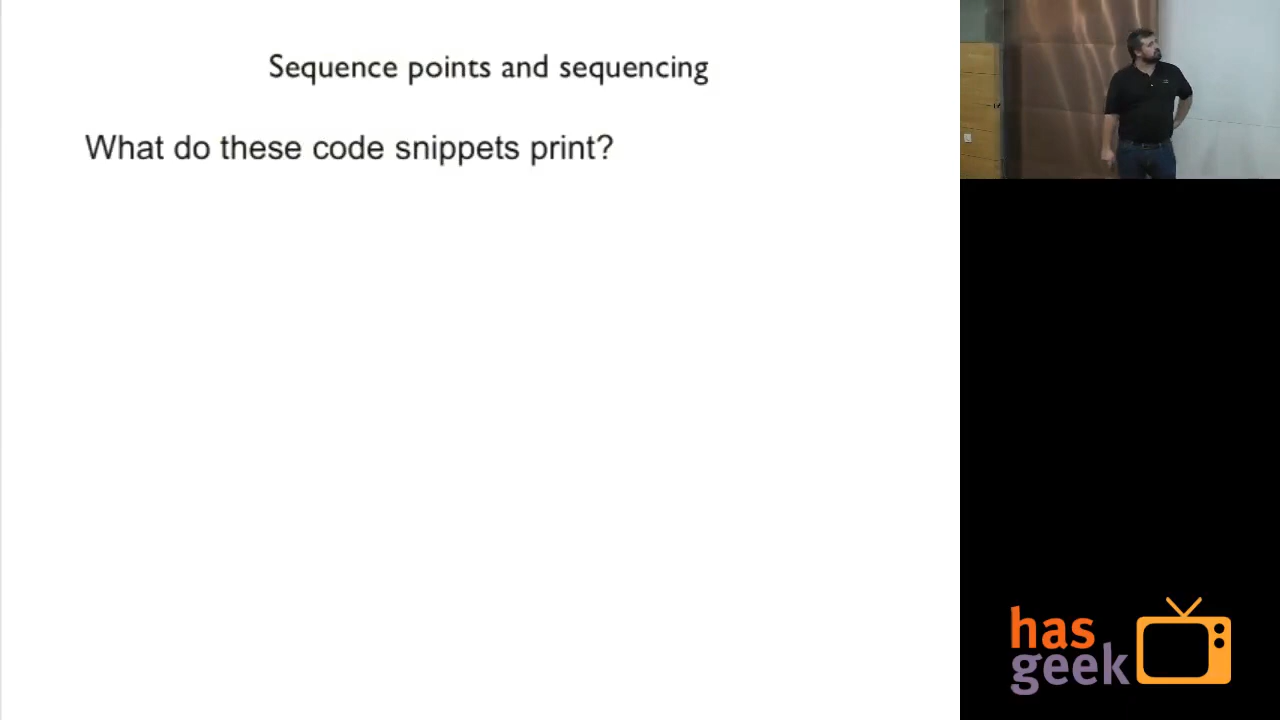 Sequence points and sequencing
What do these code snippets print?
has
geek